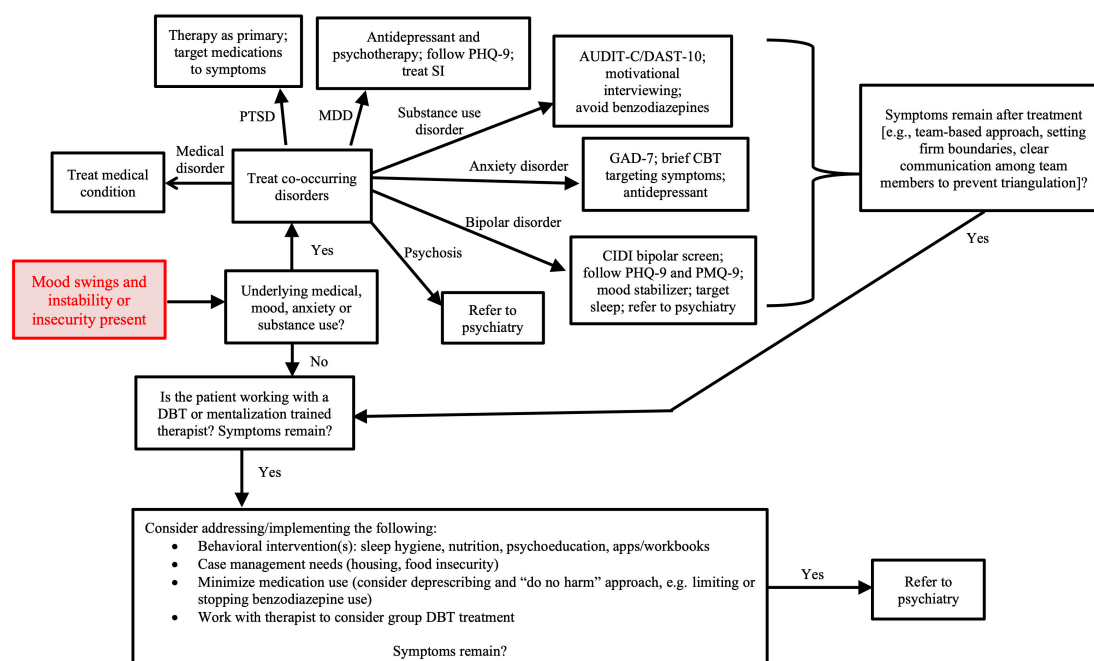 Therapy as primary;
target medications
to symptoms
Antidepressant and
psychotherapy; follow PHQ-9;
treat SI
AUDIT-C/DAST-10;
motivational
interviewing;
avoid benzodiazepines
PTSD
MDD
Substance use
disorder
Symptoms remain after treatment
[e.g., team-based approach, setting
firm boundaries, clear
communication among team
members to prevent triangulation]?
Treat medical
condition
Medical
disorder
Treat co-occurring
disorders
Anxiety disorder
GAD-7; brief CBT
targeting symptoms;
antidepressant
Bipolar disorder
CIDI bipolar screen;
follow PHQ-9 and PMQ-9;
mood stabilizer; target
sleep; refer to psychiatry
Psychosis
Refer to
psychiatry
Yes
Yes
Mood swings and
instability or
insecurity present
Underlying medical,
mood, anxiety or
substance use?
No
Is the patient working with a
DBT or mentalization trained
therapist? Symptoms remain?
Yes
Consider addressing/implementing the following:
• Behavioral intervention(s): sleep hygiene, nutrition, psychoeducation, apps/workbooks
• Case management needs (housing, food insecurity)
• Minimize medication use (consider deprescribing and “do no harm” approach, e.g. limiting or
stopping benzodiazepine use)
• Work with therapist to consider group DBT treatment
Symptoms remain?
Yes
Refer to
psychiatry